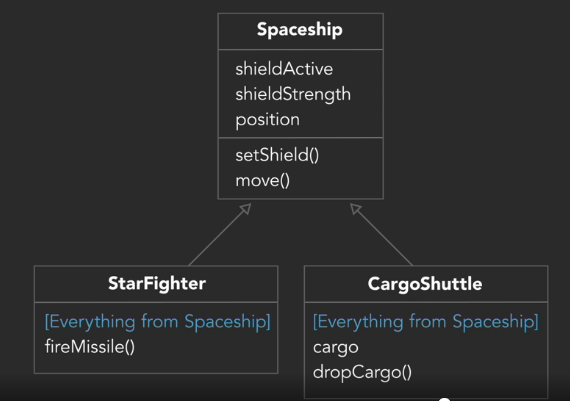 Spaceship
shieldActive
shieldStrength
position
setShield()
move()
StarFighter
[Everything from Spaceship]
fireMissile()
CargoShuttle
[Everything from Spaceship]
cargo
dropCargo()